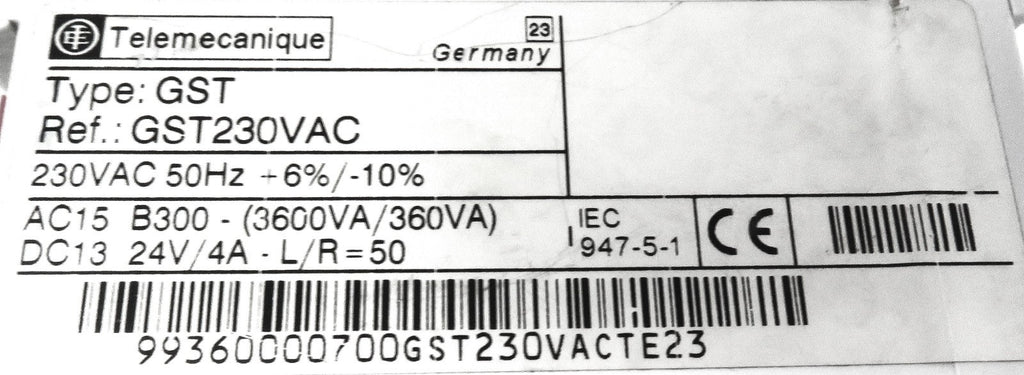 Telemecanique
23
Germany
Type: GST
Ref.: GST230VAC
230VAC 50Hz +6%/-10%
AC15 B300 - (3600VA/360VA)
DC13 24V/4A - L/R=50
IEC
947-5-1
CE
99360000700GST230VACTE23